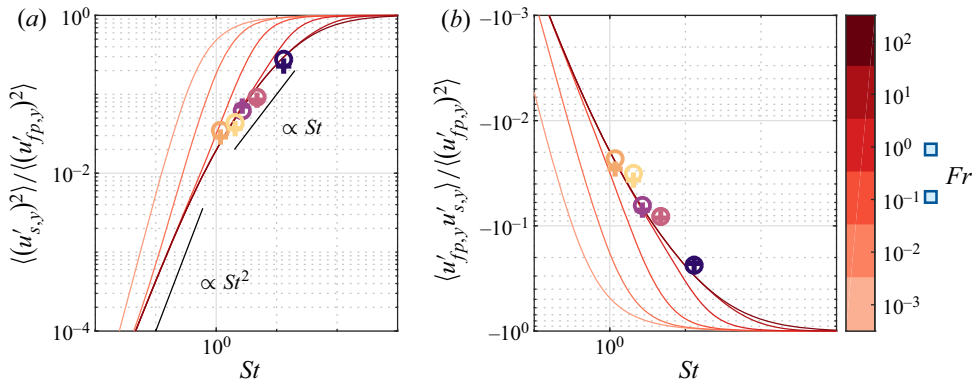 (a)
10^0
10^-2
10^-4
⟨(u′_{s,y})^2⟩/⟨(u′_{fp,y})^2⟩
∝ St
∝ St^2
10^0
St
(b)
-10^-3
-10^-2
-10^-1
-10^0
⟨u′_{fp,y} u′_{s,y}⟩/⟨(u′_{fp,y})^2⟩
10^0
St
10^2
10^1
10^0
10^-1
10^-2
10^-3
Fr